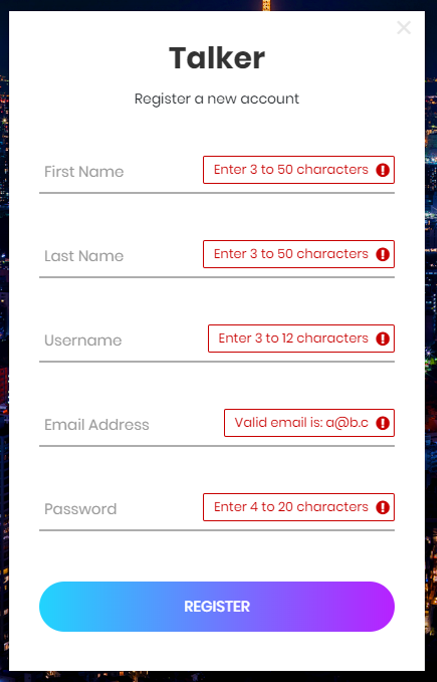 Talker
Register a new account
First Name Enter 3 to 50 characters
Last Name Enter 3 to 50 characters
Username Enter 3 to 12 characters
Email Address Valid email is: a@b.c
Password Enter 4 to 20 characters
REGISTER